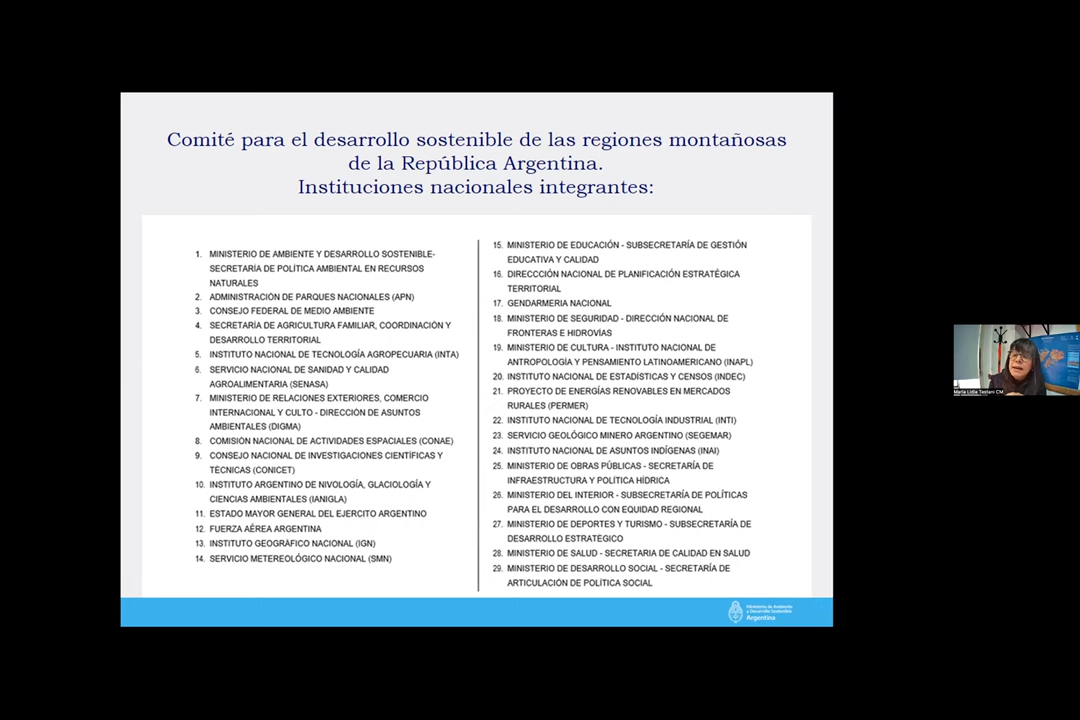 Comité para el desarrollo sostenible de las regiones montañosas
de la República Argentina.
Instituciones nacionales integrantes:
1. MINISTERIO DE AMBIENTE Y DESARROLLO SOSTENIBLE-
SECRETARÍA DE POLÍTICA AMBIENTAL EN RECURSOS
NATURALES
2. ADMINISTRACIÓN DE PARQUES NACIONALES (APN)
3. CONSEJO FEDERAL DE MEDIO AMBIENTE
4. SECRETARÍA DE AGRICULTURA FAMILIAR, COORDINACIÓN Y
DESARROLLO TERRITORIAL
5. INSTITUTO NACIONAL DE TECNOLOGÍA AGROPECUARIA (INTA)
6. SERVICIO NACIONAL DE SANIDAD Y CALIDAD
AGROALIMENTARIA (SENASA)
7. MINISTERIO DE RELACIONES EXTERIORES, COMERCIO
INTERNACIONAL Y CULTO - DIRECCIÓN DE ASUNTOS
AMBIENTALES (DIGMA)
8. COMISIÓN NACIONAL DE ACTIVIDADES ESPACIALES (CONAE)
9. CONSEJO NACIONAL DE INVESTIGACIONES CIENTÍFICAS Y
TÉCNICAS (CONICET)
10. INSTITUTO ARGENTINO DE NIVOLOGÍA, GLACIOLOGÍA Y
CIENCIAS AMBIENTALES (IANIGLA)
11. ESTADO MAYOR GENERAL DEL EJERCITO ARGENTINO
12. FUERZA AÉREA ARGENTINA
13. INSTITUTO GEOGRÁFICO NACIONAL (IGN)
14. SERVICIO METEREOLÓGICO NACIONAL (SMN)
15. MINISTERIO DE EDUCACIÓN - SUBSECRETARÍA DE GESTIÓN
EDUCATIVA Y CALIDAD
16. DIRECCCIÓN NACIONAL DE PLANIFICACIÓN ESTRATÉGICA
TERRITORIAL
17. GENDARMERIA NACIONAL
18. MINISTERIO DE SEGURIDAD - DIRECCIÓN NACIONAL DE
FRONTERAS E HIDROVÍAS
19. MINISTERIO DE CULTURA - INSTITUTO NACIONAL DE
ANTROPOLOGÍA Y PENSAMIENTO LATINOAMERICANO (INAPL)
20. INSTITUTO NACIONAL DE ESTADÍSTICAS Y CENSOS (INDEC)
21. PROYECTO DE ENERGÍAS RENOVABLES EN MERCADOS
RURALES (PERMER)
22. INSTITUTO NACIONAL DE TECNOLOGÍA INDUSTRIAL (INTI)
23. SERVICIO GEOLÓGICO MINERO ARGENTINO (SEGEMAR)
24. INSTITUTO NACIONAL DE ASUNTOS INDÍGENAS (INAI)
25. MINISTERIO DE OBRAS PÚBLICAS - SECRETARÍA DE
INFRAESTRUCTURA Y POLÍTICA HÍDRICA
26. MINISTERIO DEL INTERIOR - SUBSECRETARÍA DE POLÍTICAS
PARA EL DESARROLLO CON EQUIDAD REGIONAL
27. MINISTERIO DE DEPORTES Y TURISMO - SUBSECRETARÍA DE
DESARROLLO ESTRATÉGICO
28. MINISTERIO DE SALUD - SECRETARIA DE CALIDAD EN SALUD
29. MINISTERIO DE DESARROLLO SOCIAL - SECRETARÍA DE
ARTICULACIÓN DE POLÍTICA SOCIAL
Ministerio de Ambiente
y Desarrollo Sostenible
Argentina
Maria Lidia Testani CM